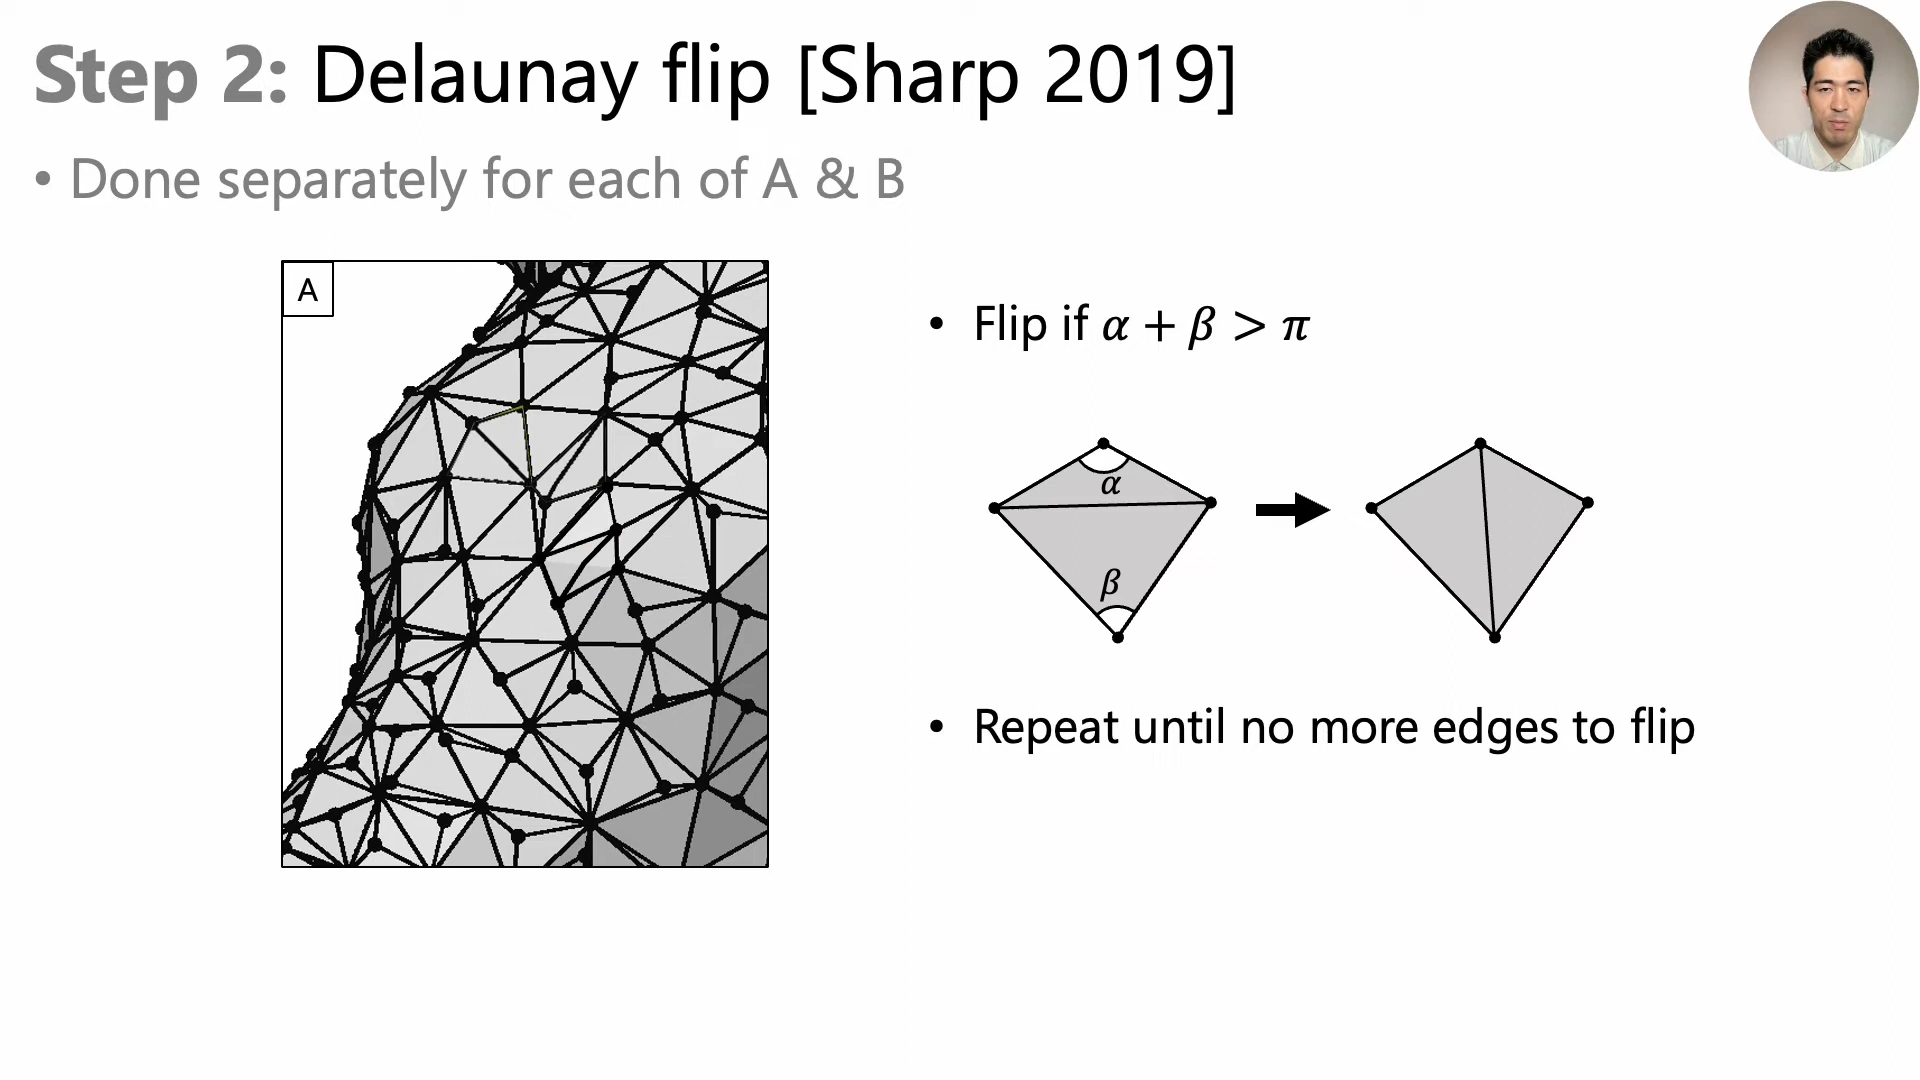 Step 2: Delaunay flip [Sharp 2019]
• Done separately for each of A & B
A
• Flip if 𝛼 + 𝛽 > 𝜋
𝛼
𝛽
• Repeat until no more edges to flip